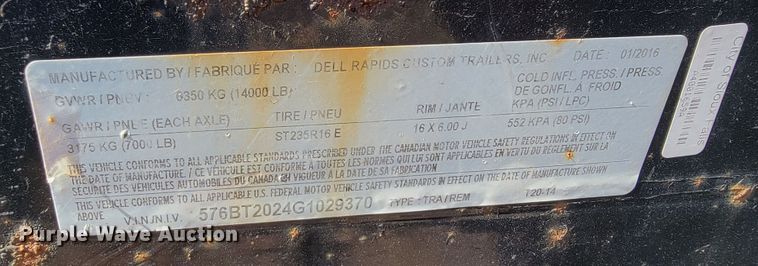 MANUFACTURED BY / FABRIQUÉ PAR : DELL RAPIDS CUSTOM TRAILERS, INC DATE: 01/2016
GVWR / PNBV : 6350 KG (14000 LB) COLD INFL. PRESS./ PRESS. DE GONFL. À FROID
GAWR / PNBE (EACH AXLE) TIRE / PNEU RIM / JANTE KPA (PSI / LPC)
3175 KG (7000 LB) ST235R16 E 16 X 6.00 J 552 KPA (80 PSI)
THIS VEHICLE CONFORMS TO ALL APPLICABLE STANDARDS PRESCRIBED UNDER THE CANADIAN MOTOR VEHICLE SAFETY REGULATIONS IN EFFECT ON
THE DATE OF MANUFACTURE. / CE VÉHICULE EST CONFORME À TOUTES LES NORMES QUI LUI SONT APPLICABLES EN VERTU DU RÈGLEMENT SUR LA
SÉCURITÉ DES VÉHICULES AUTOMOBILES DU CANADA EN VIGUEUR À LA DATE DE SA FABRICATION
THIS VEHICLE CONFORMS TO ALL APPLICABLE U.S. FEDERAL MOTOR VEHICLE SAFETY STANDARDS IN EFFECT ON THE DATE OF MANUFACTURE SHOWN
ABOVE
V.I.N./N.I.V. 576BT2024G1029370 TYPE : TRA / REM T20-14
City of Sioux Falls
Purple Wave Auction